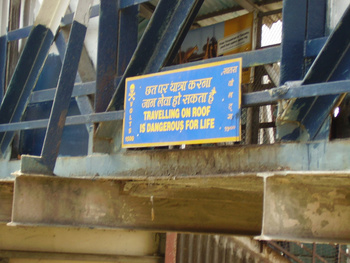 छत पर यात्रा करना
जान लेवा हो सकता है
TRAVELLING ON ROOF
IS DANGEROUS FOR LIFE